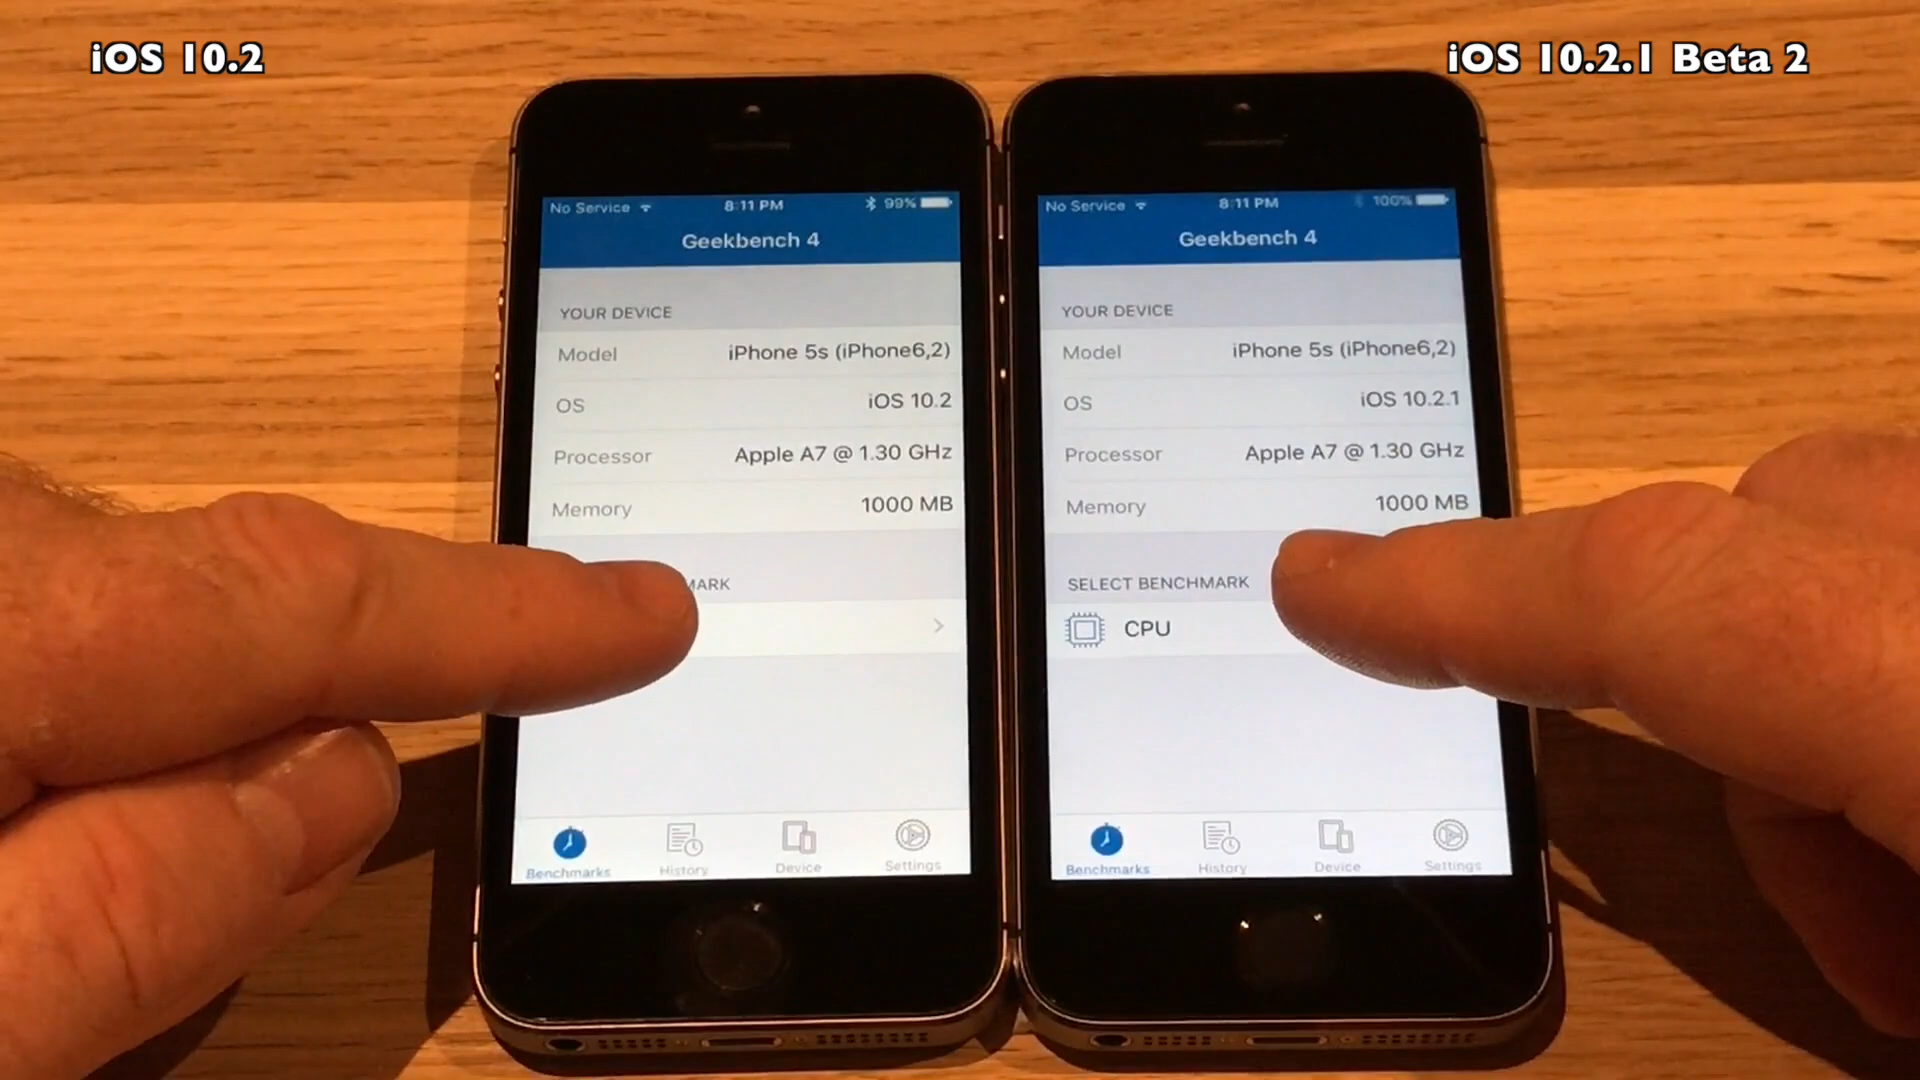 iOS 10.2
iOS 10.2.1 Beta 2
No Service 8:11 PM 99%
Geekbench 4
YOUR DEVICE
Model iPhone 5s (iPhone6,2)
OS iOS 10.2
Processor Apple A7 @ 1.30 GHz
Memory 1000 MB
MARK
Benchmarks History Device Settings
No Service 8:11 PM 100%
Geekbench 4
YOUR DEVICE
Model iPhone 5s (iPhone6,2)
OS iOS 10.2.1
Processor Apple A7 @ 1.30 GHz
Memory 1000 MB
SELECT BENCHMARK
CPU
Benchmarks History Device Settings